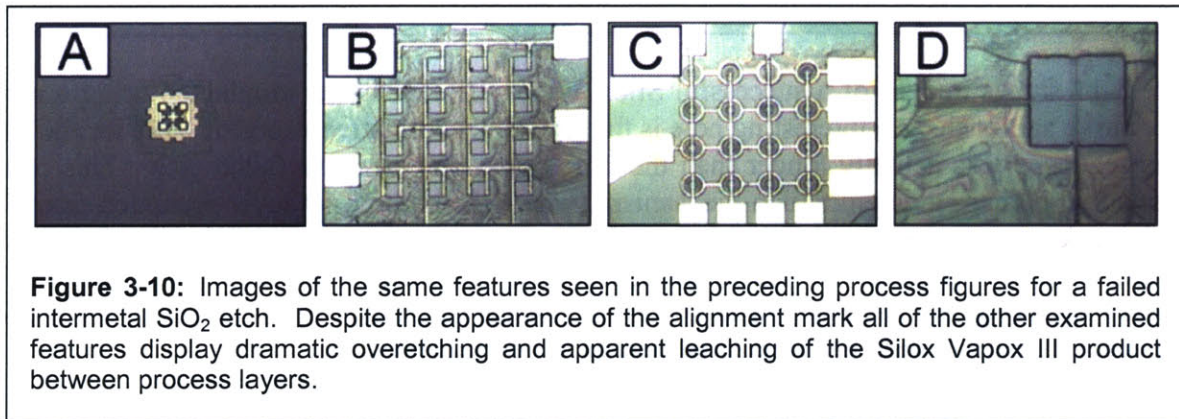 A B C D
Figure 3-10: Images of the same features seen in the preceding process figures for a failed
intermetal SiO₂ etch. Despite the appearance of the alignment mark all of the other examined
features display dramatic overetching and apparent leaching of the Silox Vapox III product
between process layers.